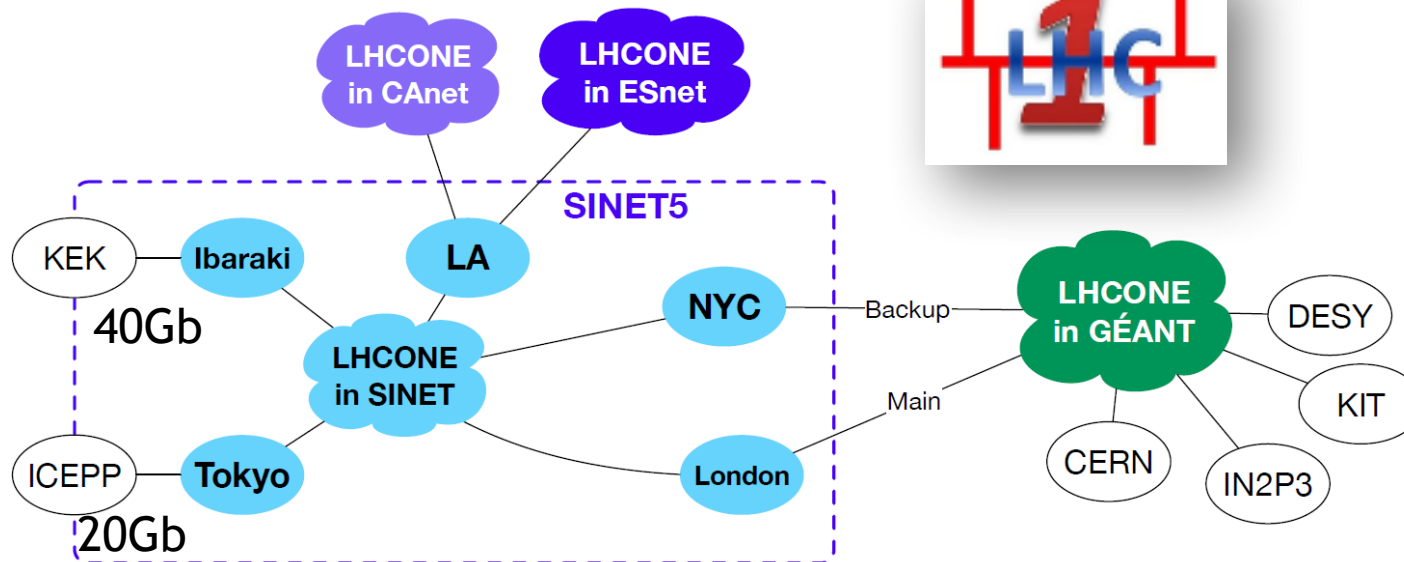 LHCONE
in CAnet
LHCONE
in ESnet
1
LHC
SINET5
KEK
Ibaraki
LA
40Gb
NYC
Backup
LHCONE
in GÉANT
DESY
LHCONE
in SINET
Main
KIT
ICEPP
Tokyo
London
CERN
IN2P3
20Gb